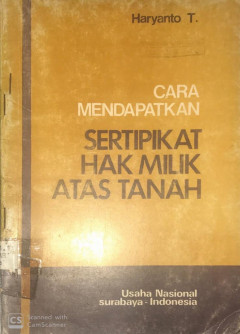 Haryanto T.
CARA
MENDAPATKAN
SERTIPIKAT
HAK MILIK
ATAS TANAH
Usaha Nasional
surabaya - Indonesia
CS
Scanned with
CamScanner